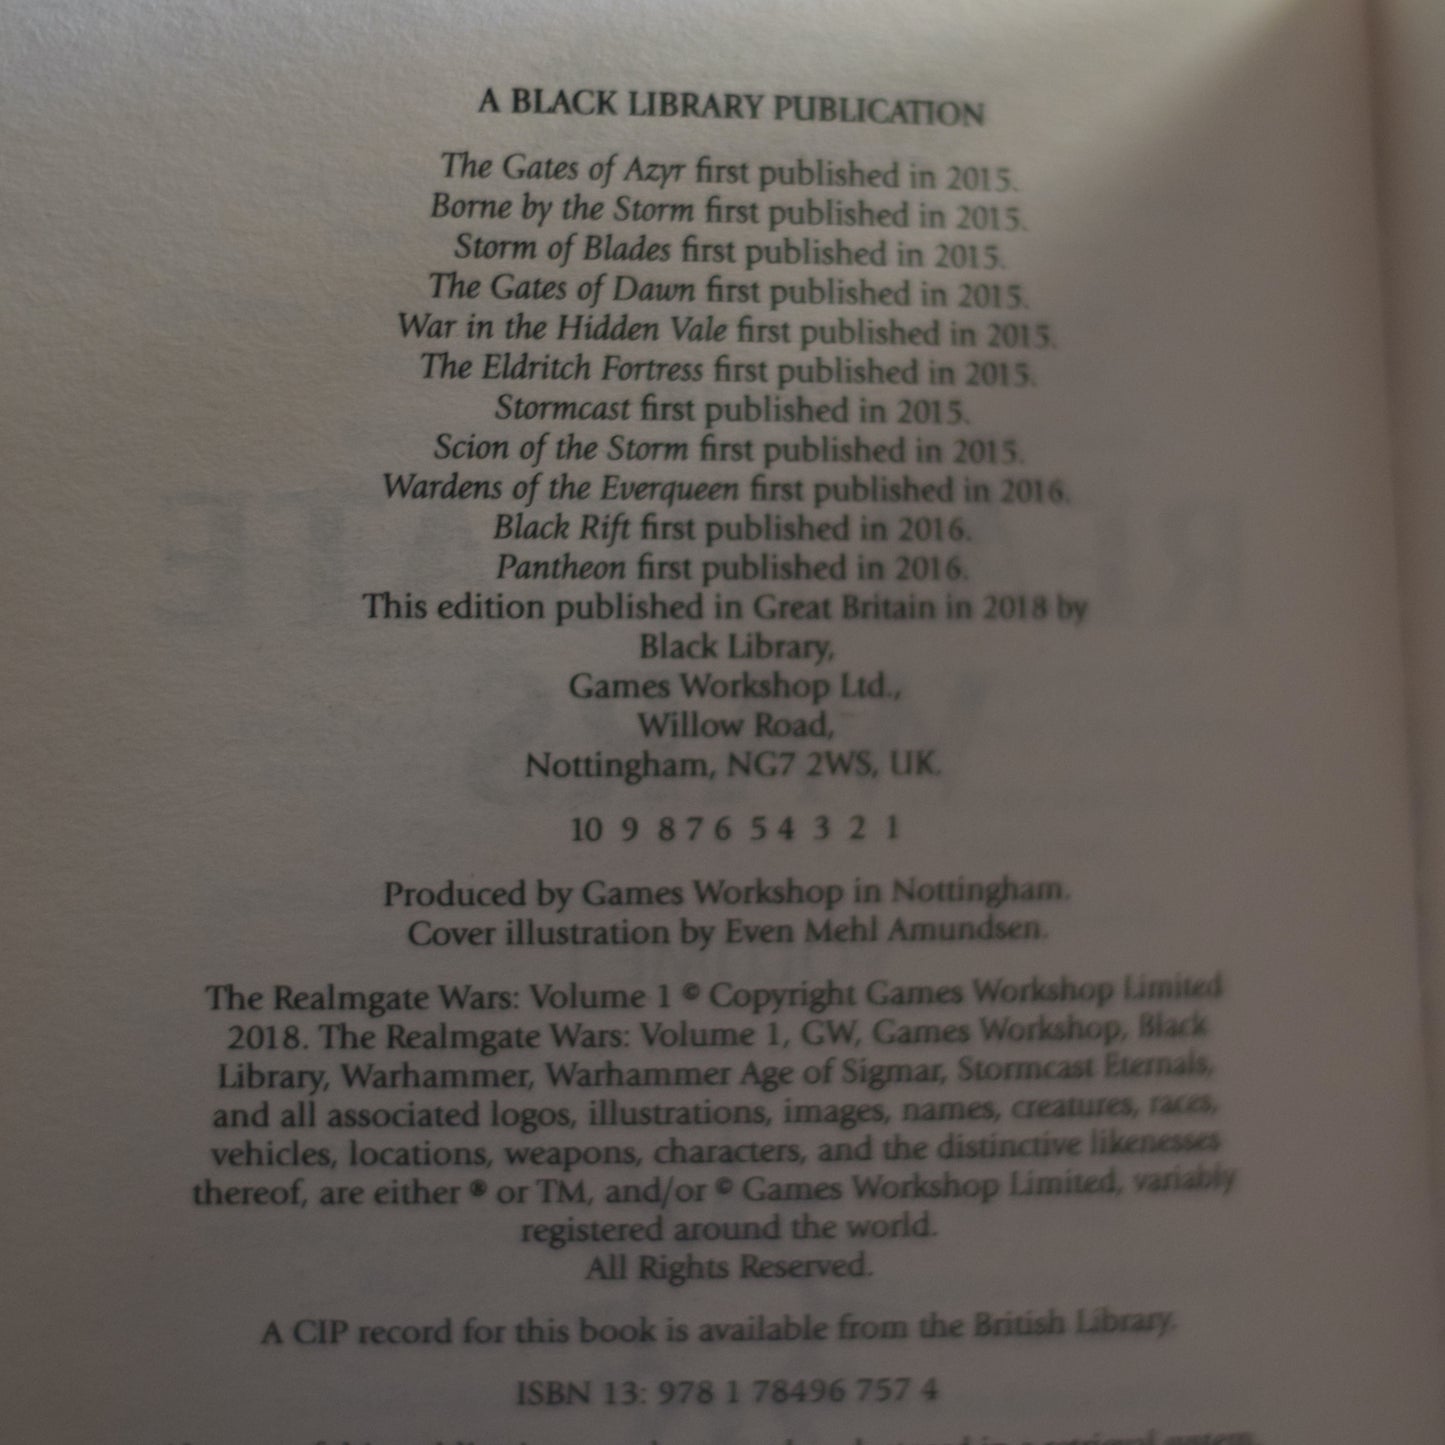 A BLACK LIBRARY PUBLICATION
The Gates of Azyr first published in 2015.
Borne by the Storm first published in 2015.
Storm of Blades first published in 2015.
The Gates of Dawn first published in 2015.
War in the Hidden Vale first published in 2015.
The Eldritch Fortress first published in 2015.
Stormcast first published in 2015.
Scion of the Storm first published in 2015.
Wardens of the Everqueen first published in 2016.
Black Rift first published in 2016.
Pantheon first published in 2016.
This edition published in Great Britain in 2018 by
Black Library,
Games Workshop Ltd.,
Willow Road,
Nottingham, NG7 2WS, UK.
10 9 8 7 6 5 4 3 2 1
Produced by Games Workshop in Nottingham.
Cover illustration by Even Mehl Amundsen.
The Realmgate Wars: Volume 1 © Copyright Games Workshop Limited
2018. The Realmgate Wars: Volume 1, GW, Games Workshop, Black
Library, Warhammer, Warhammer Age of Sigmar, Stormcast Eternals,
and all associated logos, illustrations, images, names, creatures, races,
vehicles, locations, weapons, characters, and the distinctive likenesses
thereof, are either ® or TM, and/or © Games Workshop Limited, variably
registered around the world.
All Rights Reserved.
A CIP record for this book is available from the British Library.
ISBN 13: 978 1 78496 757 4